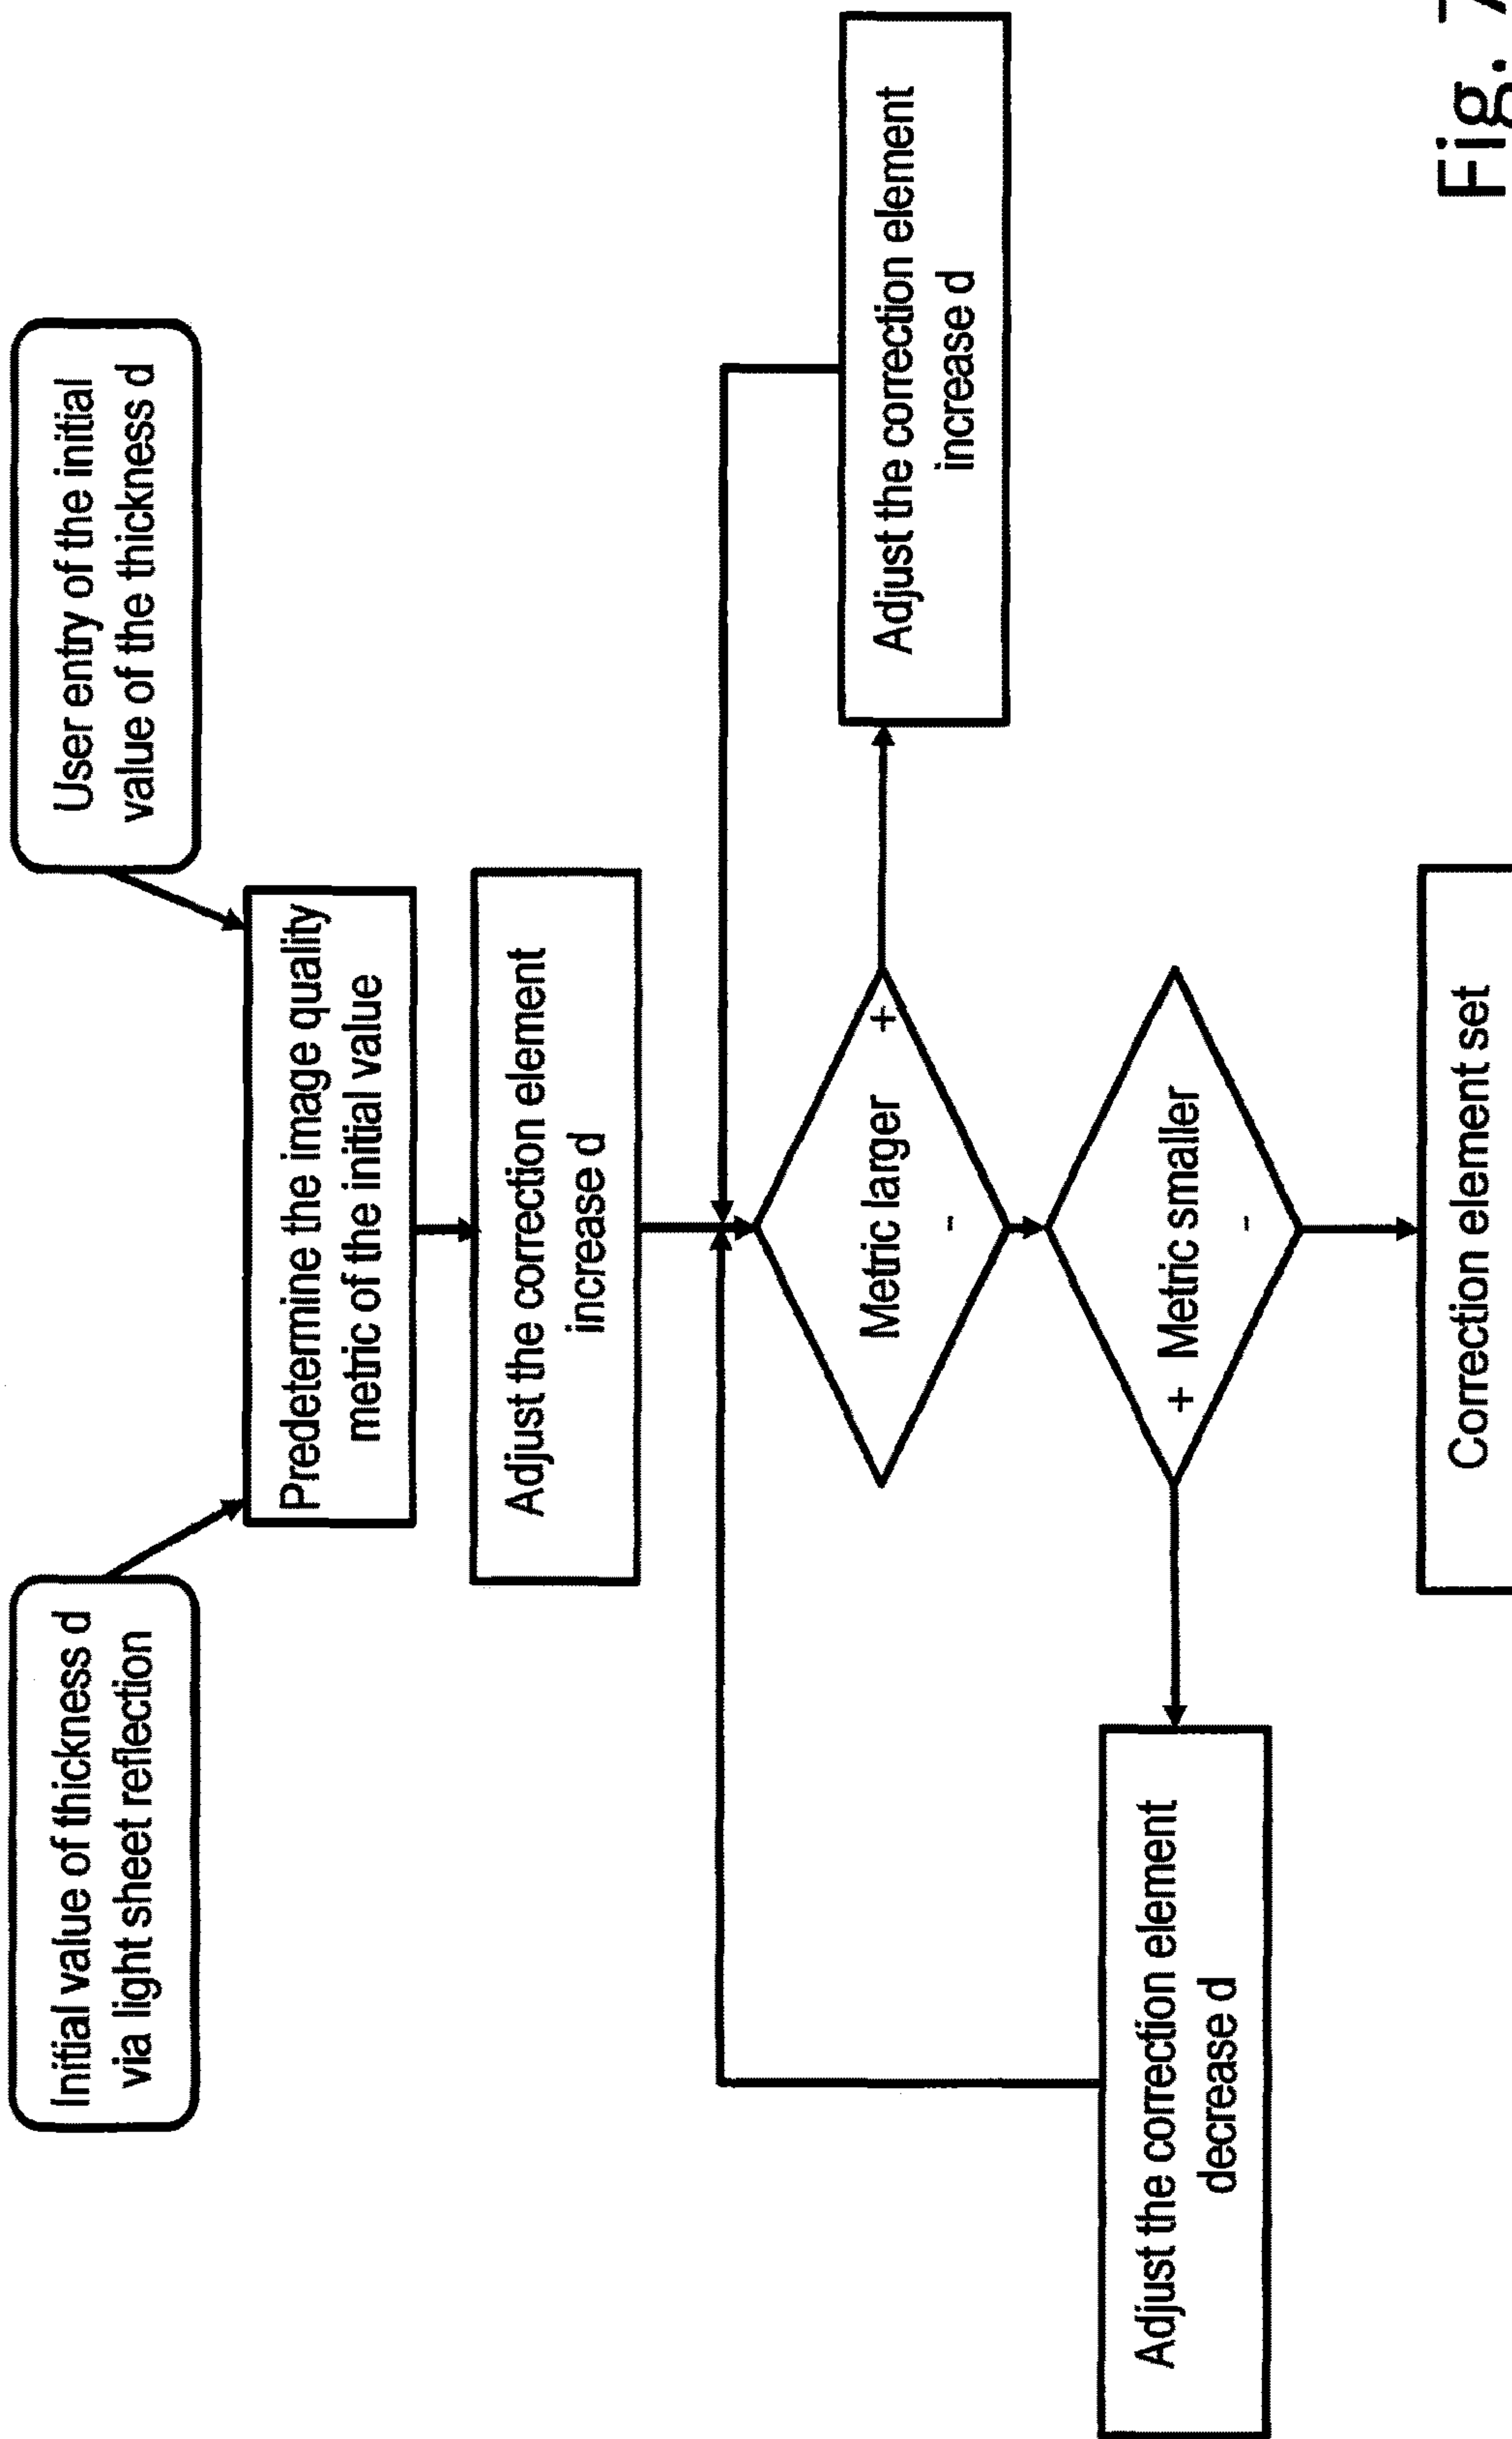 Initial value of thickness d
via light sheet reflection
User entry of the initial
value of the thickness d
Predetermine the image quality
metric of the initial value
Adjust the correction element
increase d
Metric larger
+
-
Adjust the correction element
increase d
+ Metric smaller
-
Adjust the correction element
decrease d
Correction element set
Fig. 7